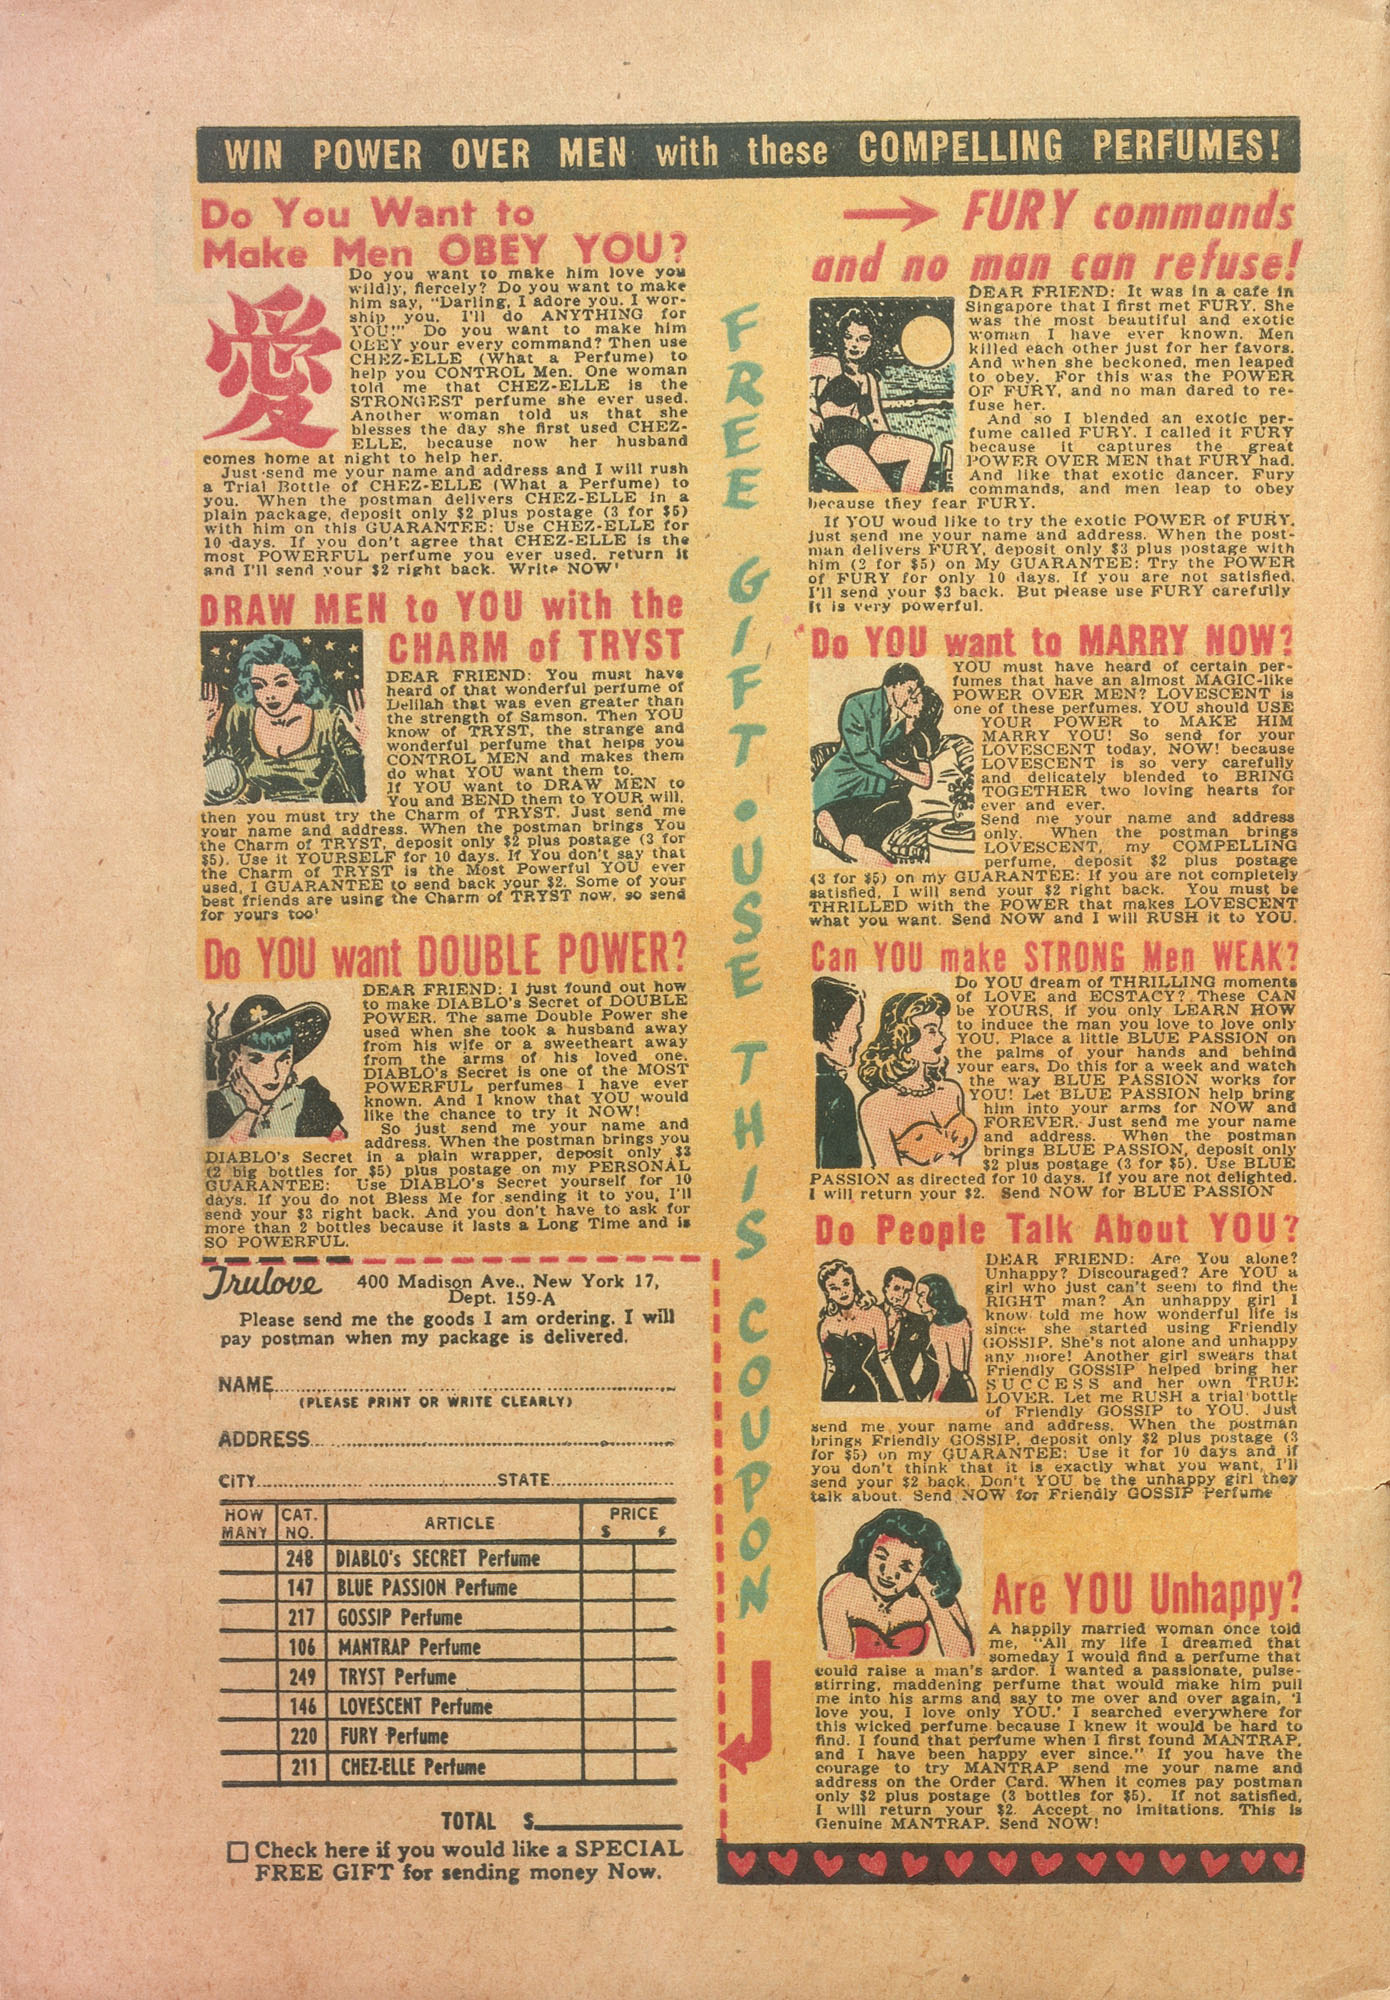 WIN POWER OVER MEN with these COMPELLING PERFUMES!
Do You Want to
Make Men OBEY YOU?
愛
Do you want to make him love you
wildly, fiercely? Do you want to make
him say, "Darling, I adore you. I wor-
ship you. I'll do ANYTHING for
YOU!" Do you want to make him
OBEY your every command? Then use
CHEZ-ELLE (What a Perfume) to
help you CONTROL Men. One woman
told me that CHEZ-ELLE is the
STRONGEST perfume she ever used.
Another woman told us that she
blesses the day she first used CHEZ-
ELLE, because now her husband
comes home at night to help her.
Just send me your name and address and I will rush
a Trial Bottle of CHEZ-ELLE (What a Perfume) to
you. When the postman delivers CHEZ-ELLE in a
plain package, deposit only $2 plus postage (3 for $5)
with him on this GUARANTEE: Use CHEZ-ELLE for
10 days. If you don't agree that CHEZ-ELLE is the
most POWERFUL perfume you ever used, return it
and I'll send your $2 right back. Write NOW!
DRAW MEN to YOU with the
CHARM of TRYST
DEAR FRIEND: You must have
heard of that wonderful perfume of
Delilah that was even greater than
the strength of Samson. Then YOU
know of TRYST, the strange and
wonderful perfume that helps you
CONTROL MEN and makes them
do what YOU want them to.
If YOU want to DRAW MEN to
You and BEND them to YOUR will,
then you must try the Charm of TRYST. Just send me
your name and address. When the postman brings You
the Charm of TRYST, deposit only $2 plus postage (3 for
$5). Use it YOURSELF for 10 days. If You don't say that
the Charm of TRYST is the Most Powerful YOU ever
used, I GUARANTEE to send back your $2. Some of your
best friends are using the Charm of TRYST now, so send
for yours too!
Do YOU want DOUBLE POWER?
DEAR FRIEND: I just found out how
to make DIABLO's Secret of DOUBLE
POWER. The same Double Power she
used when she took a husband away
from his wife or a sweetheart away
from the arms of his loved one.
DIABLO's Secret is one of the MOST
POWERFUL perfumes I have ever
known. And I know that YOU would
like the chance to try it NOW!
So just send me your name and
address. When the postman brings you
DIABLO's Secret in a plain wrapper, deposit only $3
(2 big bottles for $5) plus postage on my PERSONAL
GUARANTEE: Use DIABLO's Secret yourself for 10
days. If you do not Bless Me for sending it to you, I'll
send your $3 right back. And you don't have to ask for
more than 2 bottles because it lasts a Long Time and is
SO POWERFUL.
Trulove 400 Madison Ave., New York 17,
Dept. 159-A
Please send me the goods I am ordering. I will
pay postman when my package is delivered.
NAME
(PLEASE PRINT OR WRITE CLEARLY)
ADDRESS
CITY STATE
HOW MANY CAT. NO. ARTICLE PRICE $ ¢
248 DIABLO's SECRET Perfume
147 BLUE PASSION Perfume
217 GOSSIP Perfume
106 MANTRAP Perfume
249 TRYST Perfume
146 LOVESCENT Perfume
220 FURY Perfume
211 CHEZ-ELLE Perfume
TOTAL $
Check here if you would like a SPECIAL
FREE GIFT for sending money Now.
FREE GIFT • USE THIS COUPON
FURY commands
and no man can refuse!
DEAR FRIEND: It was in a cafe in
Singapore that I first met FURY. She
was the most beautiful and exotic
woman I have ever known. Men
killed each other just for her favors.
And when she beckoned, men leaped
to obey. For this was the POWER
OF FURY, and no man dared to re-
fuse her.
And so I blended an exotic per-
fume called FURY. I called it FURY
because it captures the great
POWER OVER MEN that FURY had.
And like that exotic dancer, Fury
commands, and men leap to obey
because they fear FURY.
If YOU woud like to try the exotic POWER of FURY,
just send me your name and address. When the post-
man delivers FURY, deposit only $3 plus postage with
him (2 for $5) on My GUARANTEE: Try the POWER
of FURY for only 10 days. If you are not satisfied,
I'll send your $3 back. But please use FURY carefully
It is very powerful.
Do YOU want to MARRY NOW?
YOU must have heard of certain per-
fumes that have an almost MAGIC-like
POWER OVER MEN? LOVESCENT is
one of these perfumes. YOU should USE
YOUR POWER to MAKE HIM
MARRY YOU! So send for your
LOVESCENT today, NOW! because
LOVESCENT is so very carefully
and delicately blended to BRING
TOGETHER two loving hearts for
ever and ever.
Send me your name and address
only. When the postman brings
LOVESCENT, my COMPELLING
perfume, deposit $2 plus postage
(3 for $5) on my GUARANTEE: If you are not completely
satisfied, I will send your $2 right back. You must be
THRILLED with the POWER that makes LOVESCENT
what you want. Send NOW and I will RUSH it to YOU.
Can YOU make STRONG Men WEAK?
Do YOU dream of THRILLING moments
of LOVE and ECSTACY? These CAN
be YOURS, if you only LEARN HOW
to induce the man you love to love only
YOU. Place a little BLUE PASSION on
the palms of your hands and behind
your ears. Do this for a week and watch
the way BLUE PASSION works for
YOU! Let BLUE PASSION help bring
him into your arms for NOW and
FOREVER. Just send me your name
and address. When the postman
brings BLUE PASSION, deposit only
$2 plus postage (3 for $5). Use BLUE
PASSION as directed for 10 days. If you are not delighted,
I will return your $2. Send NOW for BLUE PASSION
Do People Talk About YOU?
DEAR FRIEND: Are You alone?
Unhappy? Discouraged? Are YOU a
girl who just can't seem to find the
RIGHT man? An unhappy girl I
know told me how wonderful life is
since she started using Friendly
GOSSIP. She's not alone and unhappy
any more! Another girl swears that
Friendly GOSSIP helped bring her
SUCCESS and her own TRUE
LOVER. Let me RUSH a trial bottle
of Friendly GOSSIP to YOU. Just
send me your name and address. When the postman
brings Friendly GOSSIP, deposit only $2 plus postage (3
for $5) on my GUARANTEE: Use it for 10 days and if
you don't think that it is exactly what you want, I'll
send your $2 back. Don't YOU be the unhappy girl they
talk about. Send NOW for Friendly GOSSIP Perfume
Are YOU Unhappy?
A happily married woman once told
me, "All my life I dreamed that
someday I would find a perfume that
could raise a man's ardor. I wanted a passionate, pulse-
stirring, maddening perfume that would make him pull
me into his arms and say to me over and over again, 'I
love you, I love only YOU.' I searched everywhere for
this wicked perfume because I knew it would be hard to
find. I found that perfume when I first found MANTRAP,
and I have been happy ever since." If you have the
courage to try MANTRAP send me your name and
address on the Order Card. When it comes pay postman
only $2 plus postage (3 bottles for $5). If not satisfied,
I will return your $2. Accept no imitations. This is
Genuine MANTRAP. Send NOW!